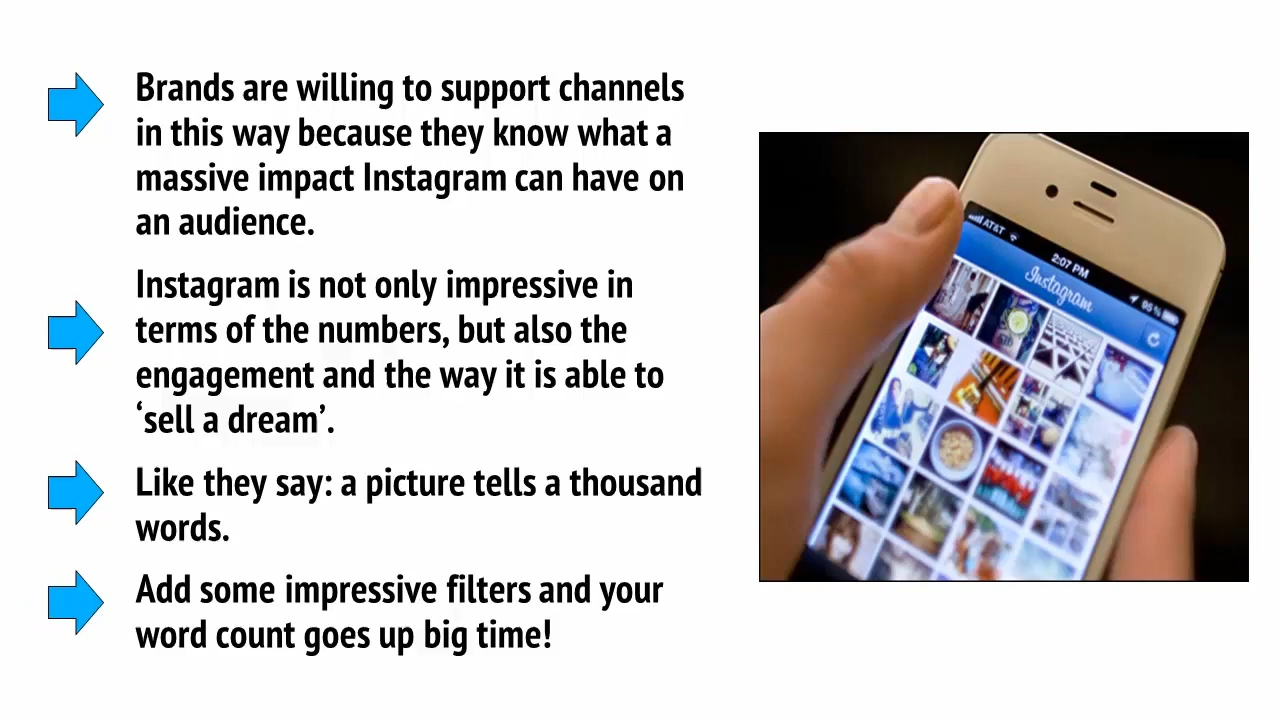 Brands are willing to support channels
in this way because they know what a
massive impact Instagram can have on
an audience.
Instagram is not only impressive in
terms of the numbers, but also the
engagement and the way it is able to
‘sell a dream’.
Like they say: a picture tells a thousand
words.
Add some impressive filters and your
word count goes up big time!
AT&T
2:07 PM
95%
Instagram